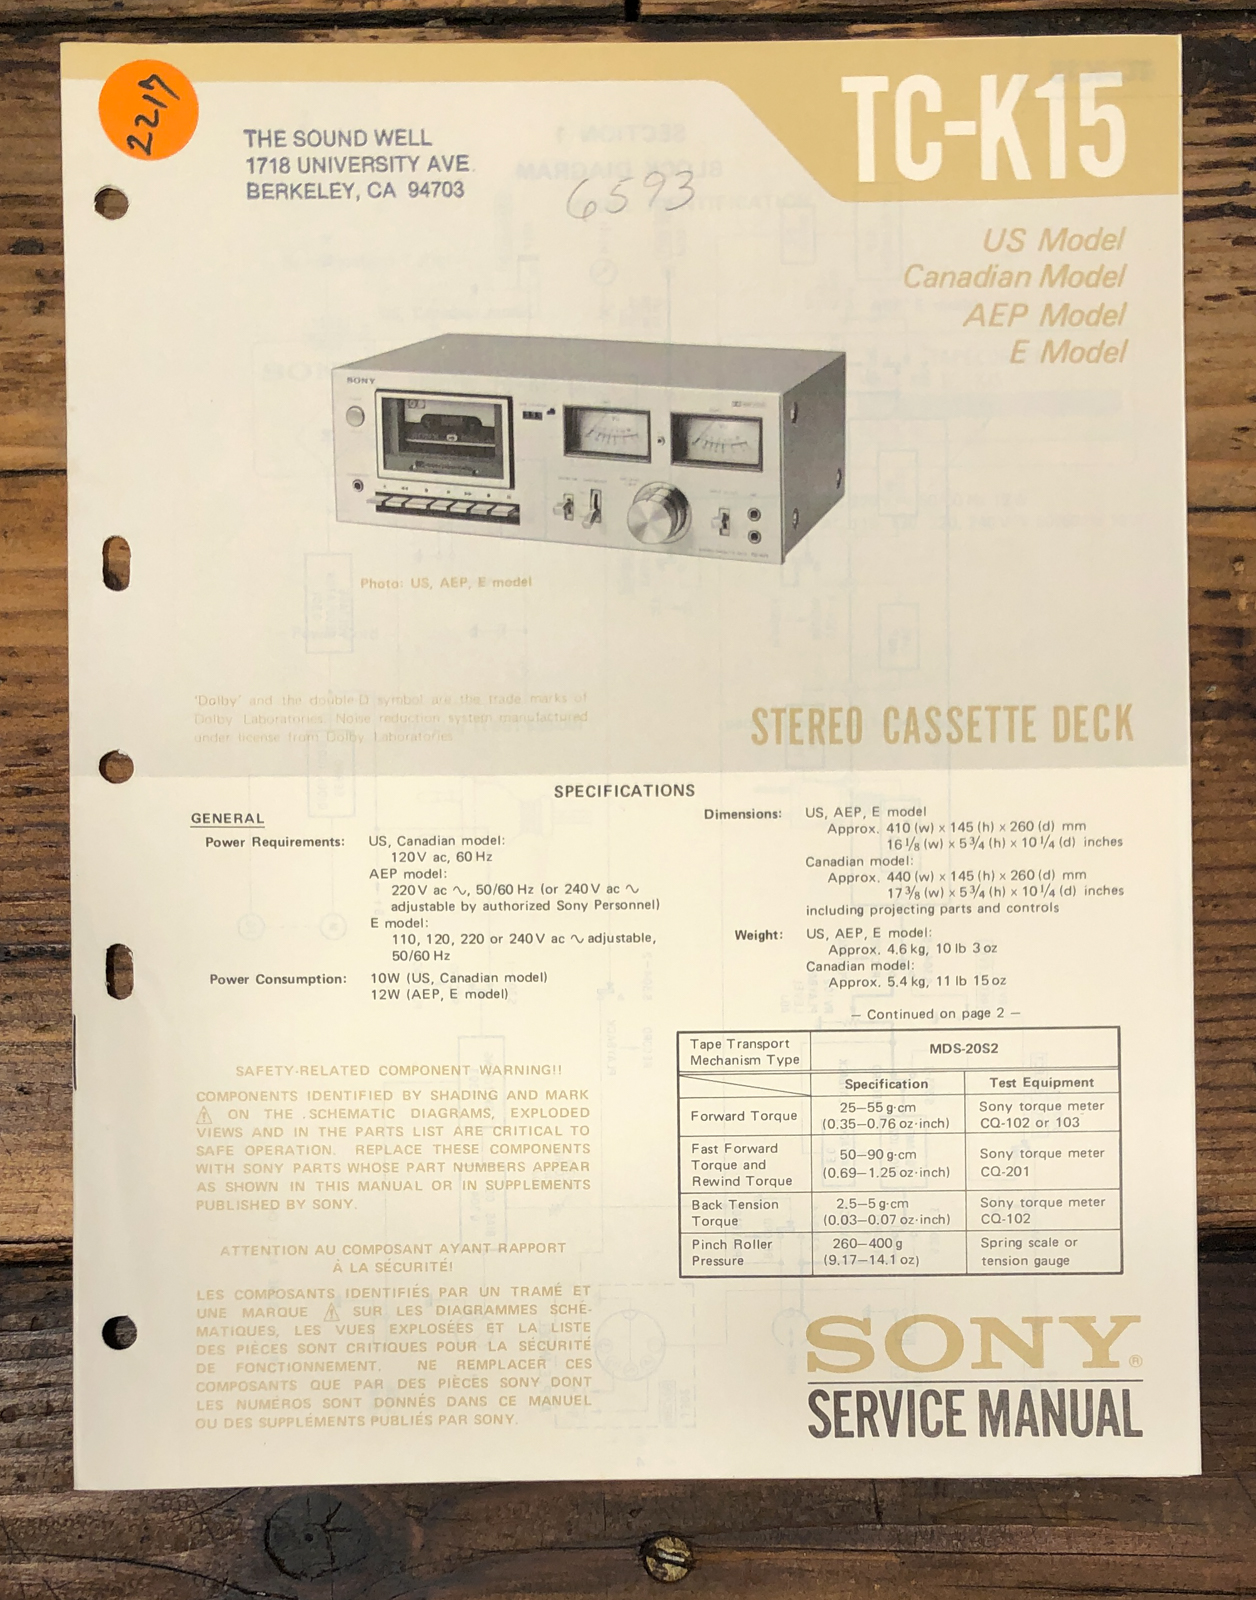 2217
THE SOUND WELL
1718 UNIVERSITY AVE.
BERKELEY, CA 94703
6593
TC-K15
US Model
Canadian Model
AEP Model
E Model
SONY
Photo: US, AEP, E model
'Dolby' and the double-D symbol are the trade marks of
Dolby Laboratories. Noise reduction system manufactured
under license from Dolby Laboratories.
STEREO CASSETTE DECK
SPECIFICATIONS
GENERAL
Power Requirements: US, Canadian model:
120V ac, 60 Hz
AEP model:
220V ac ∿, 50/60 Hz (or 240V ac ∿
adjustable by authorized Sony Personnel)
E model:
110, 120, 220 or 240V ac ∿ adjustable,
50/60 Hz
Power Consumption: 10W (US, Canadian model)
12W (AEP, E model)
Dimensions: US, AEP, E model
Approx. 410 (w) × 145 (h) × 260 (d) mm
16 1/8 (w) × 5 3/4 (h) × 10 1/4 (d) inches
Canadian model:
Approx. 440 (w) × 145 (h) × 260 (d) mm
17 3/8 (w) × 5 3/4 (h) × 10 1/4 (d) inches
including projecting parts and controls
Weight: US, AEP, E model:
Approx. 4.6 kg, 10 lb 3 oz
Canadian model:
Approx. 5.4 kg, 11 lb 15 oz
— Continued on page 2 —
SAFETY-RELATED COMPONENT WARNING!!
COMPONENTS IDENTIFIED BY SHADING AND MARK
⚠ ON THE SCHEMATIC DIAGRAMS, EXPLODED
VIEWS AND IN THE PARTS LIST ARE CRITICAL TO
SAFE OPERATION. REPLACE THESE COMPONENTS
WITH SONY PARTS WHOSE PART NUMBERS APPEAR
AS SHOWN IN THIS MANUAL OR IN SUPPLEMENTS
PUBLISHED BY SONY.
ATTENTION AU COMPOSANT AYANT RAPPORT
À LA SÉCURITÉ!
LES COMPOSANTS IDENTIFIÉS PAR UN TRAMÉ ET
UNE MARQUE ⚠ SUR LES DIAGRAMMES SCHÉ-
MATIQUES, LES VUES EXPLOSÉES ET LA LISTE
DES PIÈCES SONT CRITIQUES POUR LA SÉCURITÉ
DE FONCTIONNEMENT. NE REMPLACER CES
COMPOSANTS QUE PAR DES PIÈCES SONY DONT
LES NUMÉROS SONT DONNÉS DANS CE MANUEL
OU DES SUPPLÉMENTS PUBLIÉS PAR SONY.
Tape Transport
Mechanism Type
MDS-20S2
Specification Test Equipment
Forward Torque
25–55 g·cm
(0.35–0.76 oz·inch)
Sony torque meter
CQ-102 or 103
Fast Forward
Torque and
Rewind Torque
50–90 g·cm
(0.69–1.25 oz·inch)
Sony torque meter
CQ-201
Back Tension
Torque
2.5–5 g·cm
(0.03–0.07 oz·inch)
Sony torque meter
CQ-102
Pinch Roller
Pressure
260–400 g
(9.17–14.1 oz)
Spring scale or
tension gauge
SONY®
SERVICE MANUAL